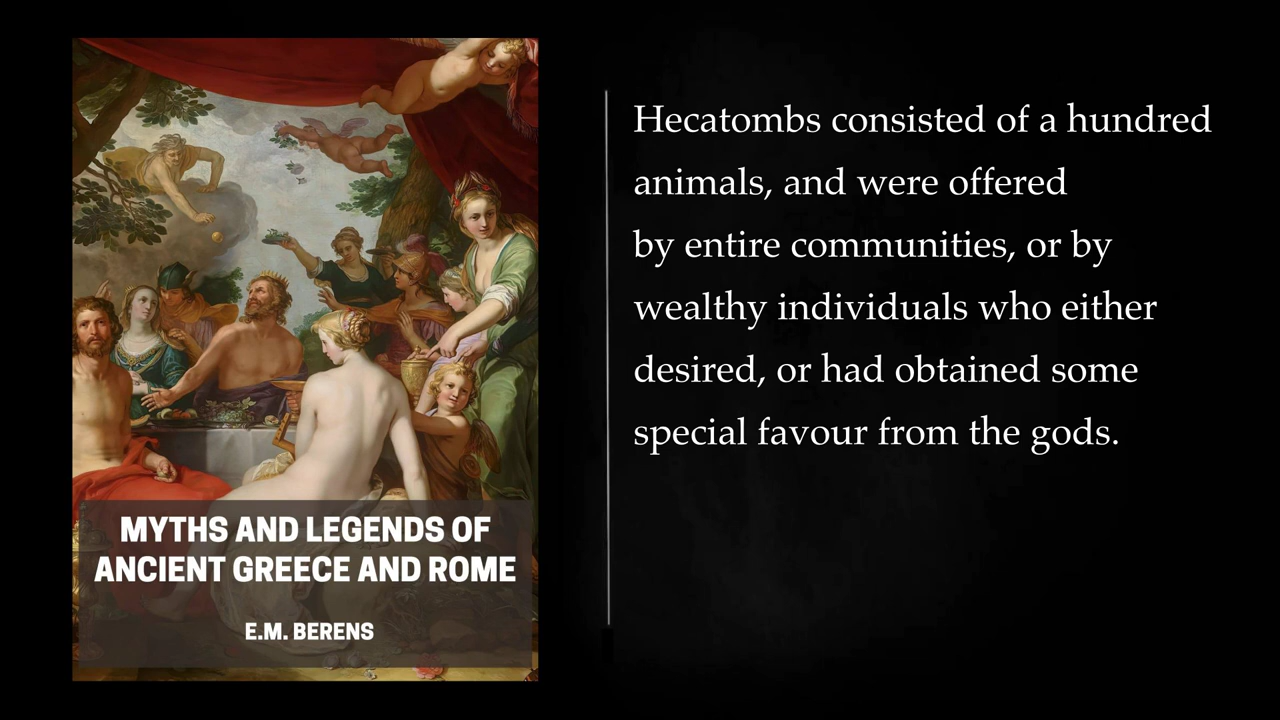 MYTHS AND LEGENDS OF
ANCIENT GREECE AND ROME
E.M. BERENS
Hecatombs consisted of a hundred
animals, and were offered
by entire communities, or by
wealthy individuals who either
desired, or had obtained some
special favour from the gods.